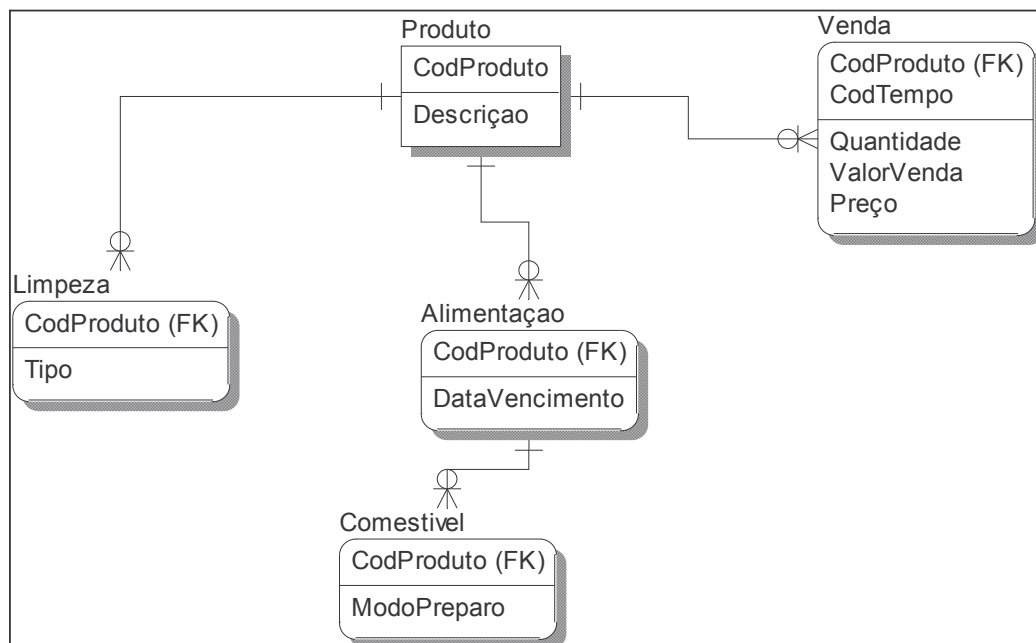 Produto
CodProduto
Descriçao
Venda
CodProduto (FK)
CodTempo
Quantidade
ValorVenda
Preço
Limpeza
CodProduto (FK)
Tipo
Alimentaçao
CodProduto (FK)
DataVencimento
Comestivel
CodProduto (FK)
ModoPreparo